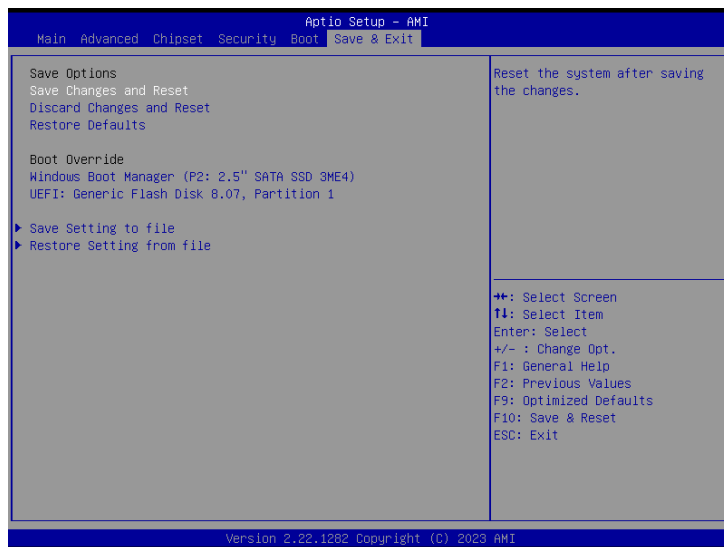 Aptio Setup – AMI
Main Advanced Chipset Security Boot Save & Exit
Save Options
Save Changes and Reset
Discard Changes and Reset
Restore Defaults
Boot Override
Windows Boot Manager (P2: 2.5" SATA SSD 3ME4)
UEFI: Generic Flash Disk 8.07, Partition 1
▶ Save Setting to file
▶ Restore Setting from file
Reset the system after saving
the changes.
→←: Select Screen
↑↓: Select Item
Enter: Select
+/– : Change Opt.
F1: General Help
F2: Previous Values
F9: Optimized Defaults
F10: Save & Reset
ESC: Exit
Version 2.22.1282 Copyright (C) 2023 AMI